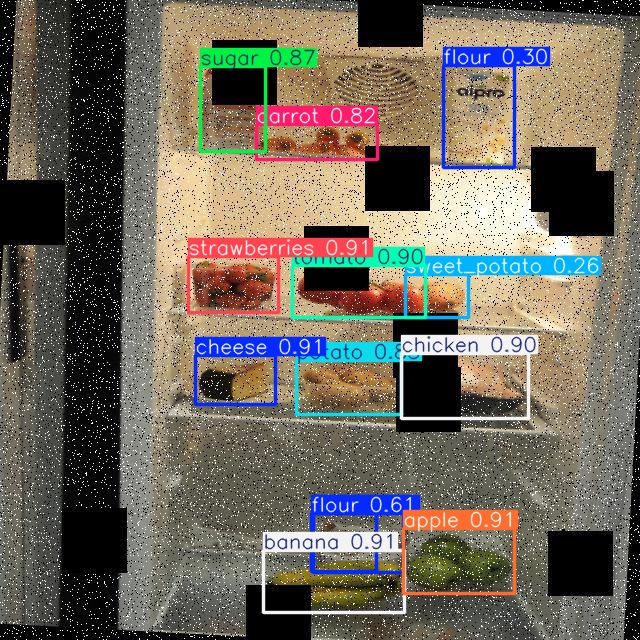 sugar 0.87
flour 0.30
alpro
carrot 0.82
strawberries 0.91
tomato 0.90
sweet_potato 0.26
cheese 0.91
potato
chicken 0.90
flour 0.61
apple 0.91
banana 0.91